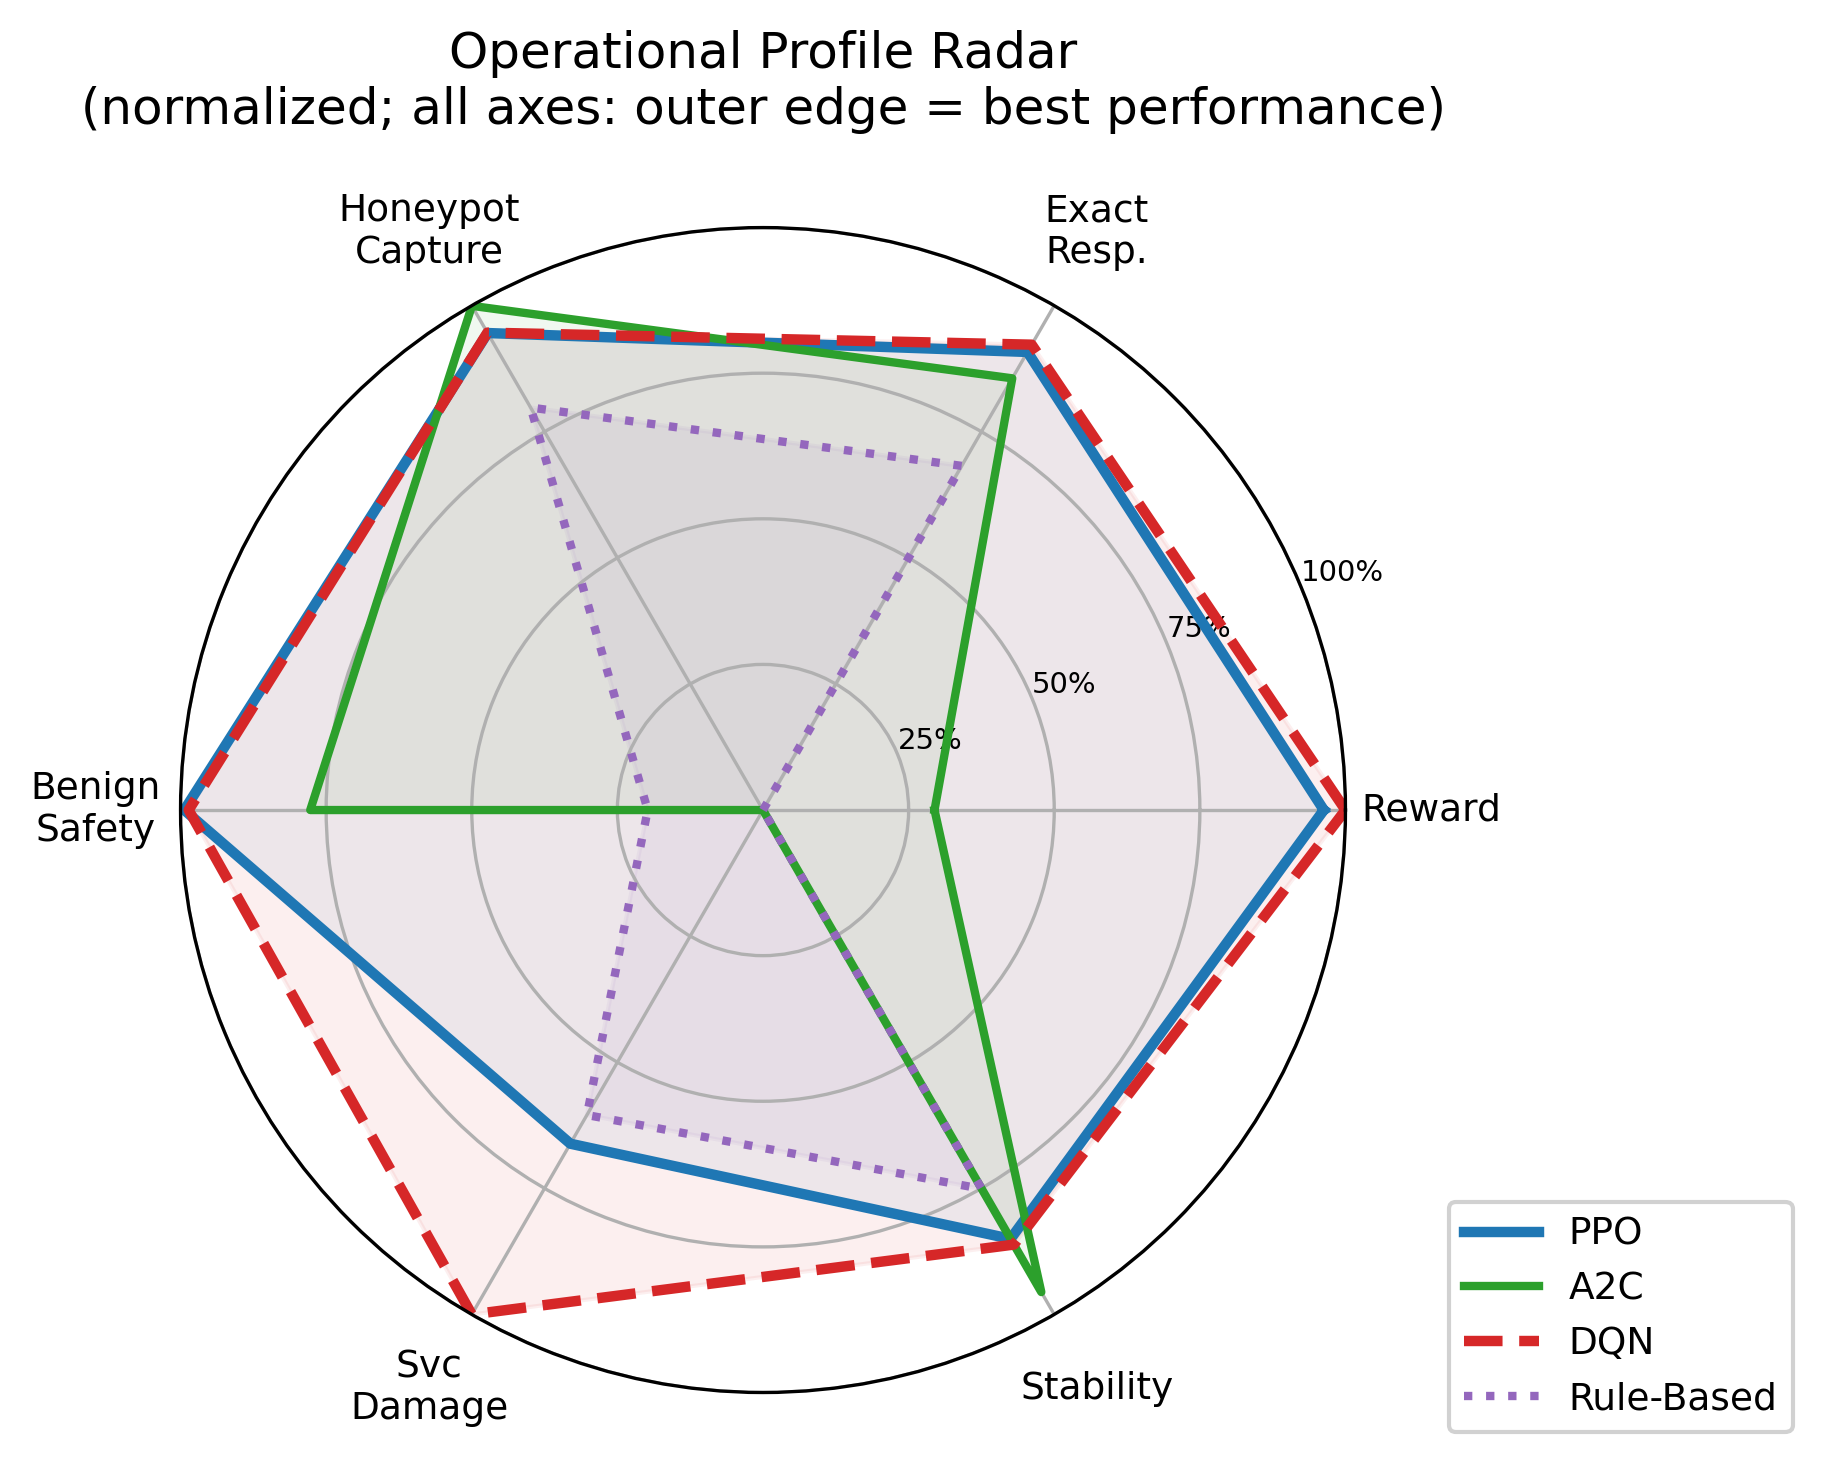 Operational Profile Radar
(normalized; all axes: outer edge = best performance)
Honeypot
Capture
Exact
Resp.
100%
75%
50%
25%
Benign
Safety
Reward
Svc
Damage
Stability
PPO
A2C
DQN
Rule-Based